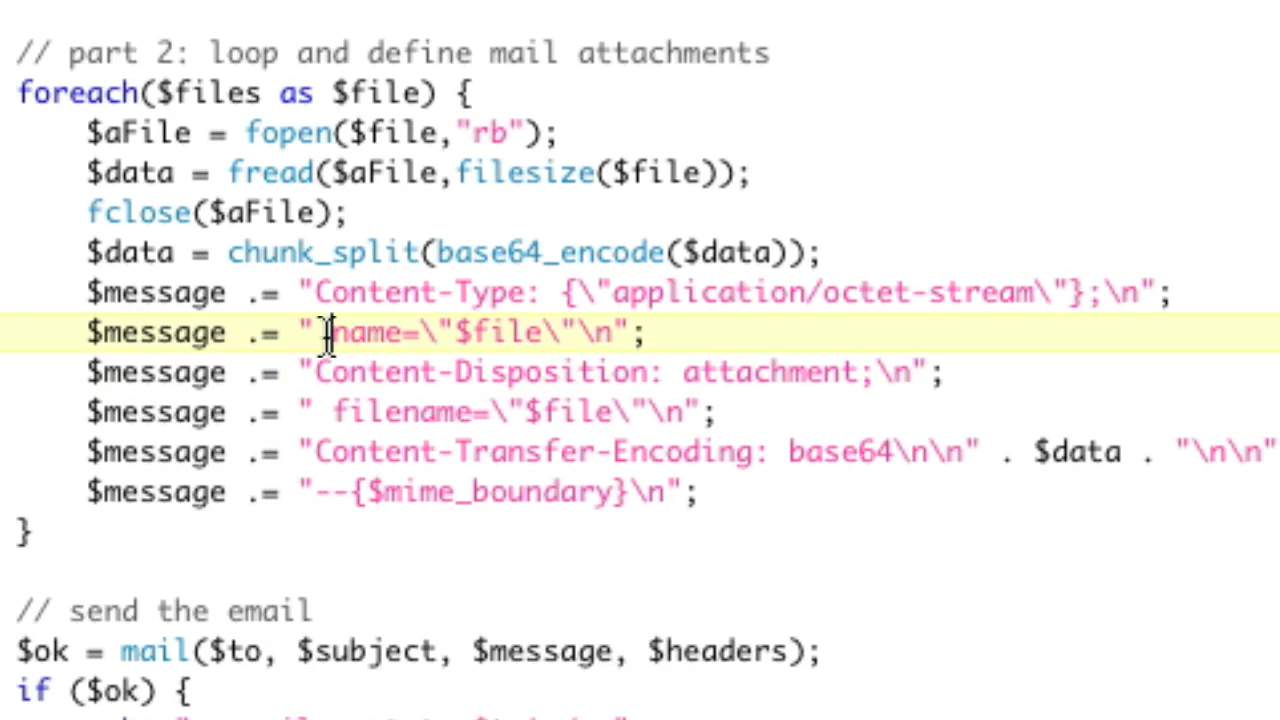 // part 2: loop and define mail attachments
foreach($files as $file) {
    $aFile = fopen($file,"rb");
    $data = fread($aFile,filesize($file));
    fclose($aFile);
    $data = chunk_split(base64_encode($data));
    $message .= "Content-Type: {\"application/octet-stream\"};\n";
    $message .= " name=\"$file\"\n";
    $message .= "Content-Disposition: attachment;\n";
    $message .= " filename=\"$file\"\n";
    $message .= "Content-Transfer-Encoding: base64\n\n" . $data . "\n\n"
    $message .= "--{$mime_boundary}\n";
}
// send the email
$ok = mail($to, $subject, $message, $headers);
if ($ok) {